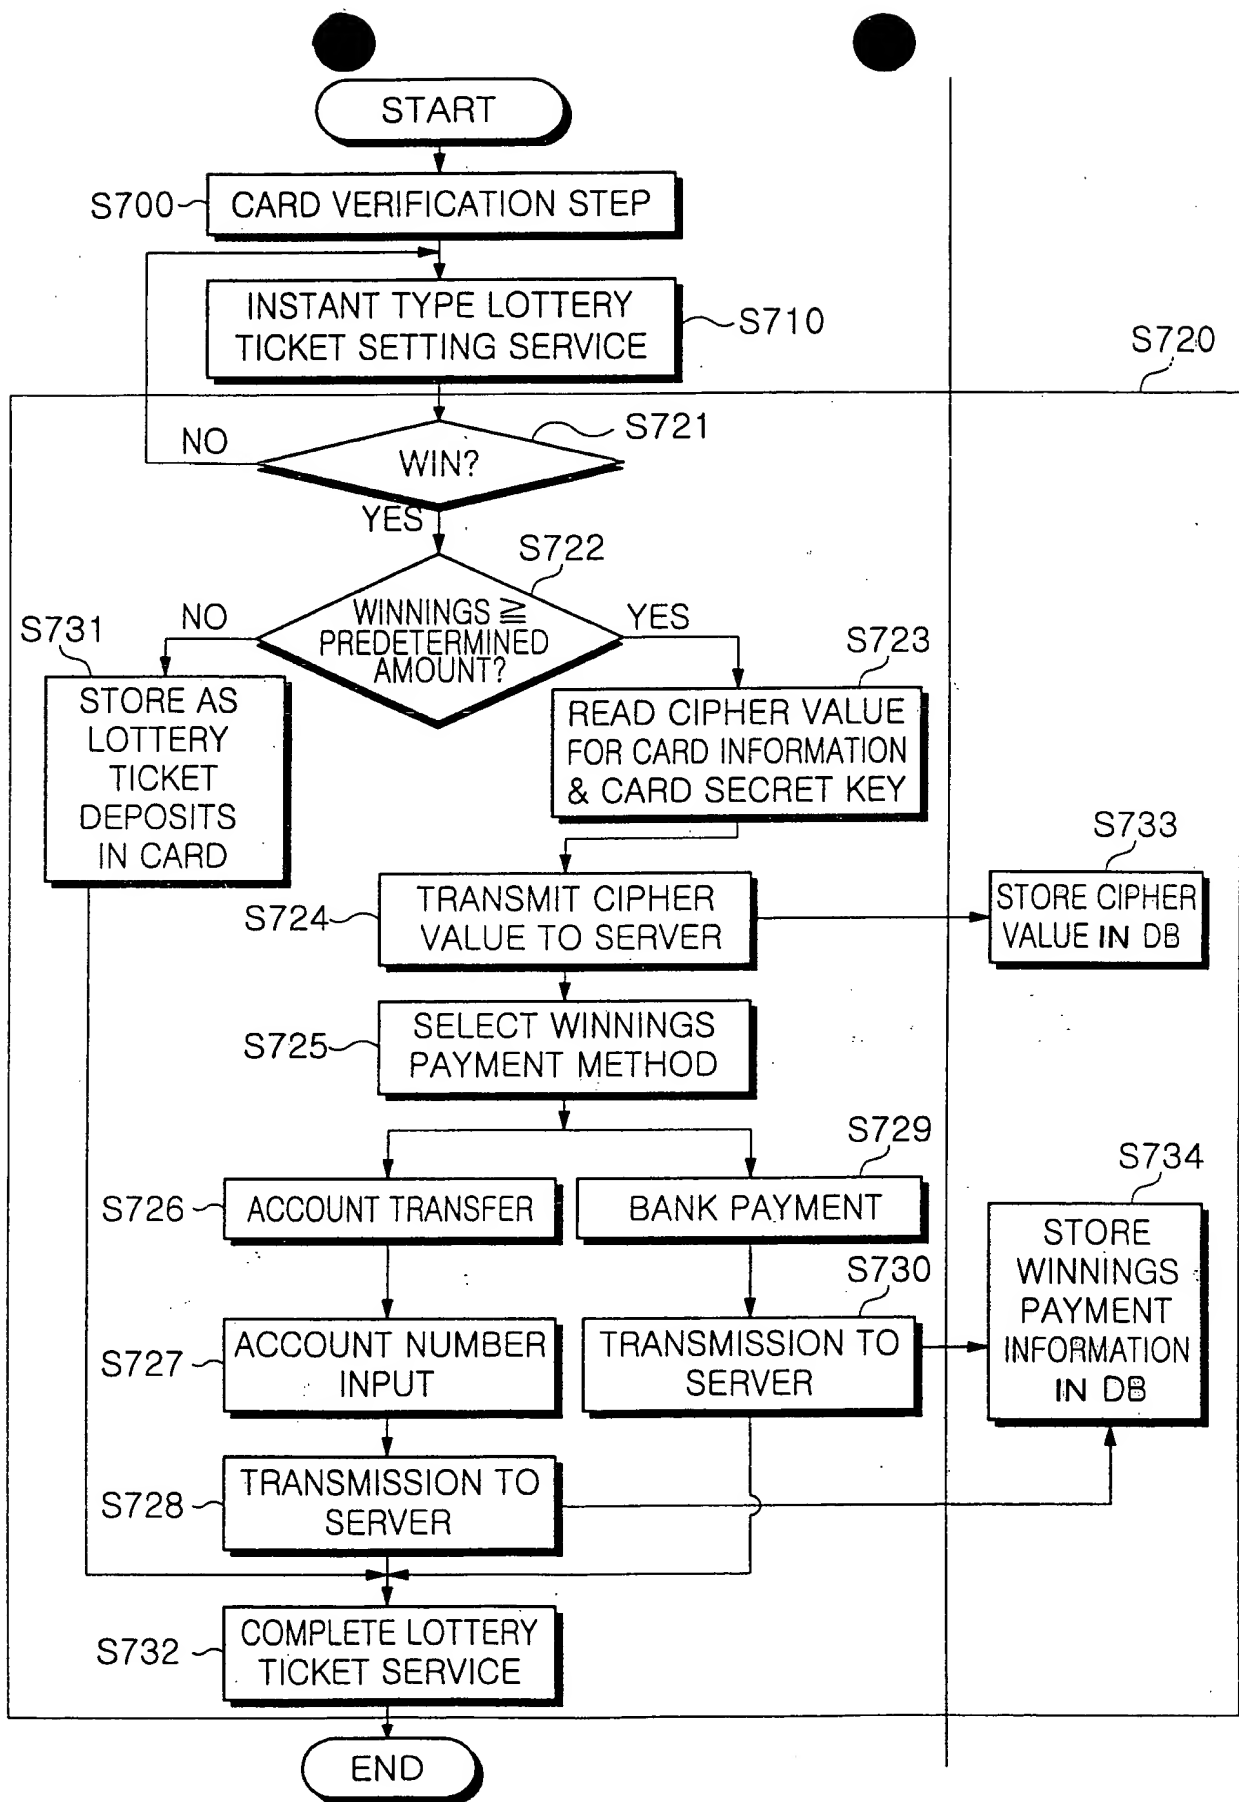 START
S700
CARD VERIFICATION STEP
INSTANT TYPE LOTTERY
TICKET SETTING SERVICE
S710
S720
S721
NO
WIN?
YES
S722
NO
WINNINGS ≧
PREDETERMINED
AMOUNT?
YES
S731
STORE AS
LOTTERY
TICKET
DEPOSITS
IN CARD
S723
READ CIPHER VALUE
FOR CARD INFORMATION
& CARD SECRET KEY
S724
TRANSMIT CIPHER
VALUE TO SERVER
S733
STORE CIPHER
VALUE IN DB
S725
SELECT WINNINGS
PAYMENT METHOD
S726
ACCOUNT TRANSFER
S729
BANK PAYMENT
S734
STORE
WINNINGS
PAYMENT
INFORMATION
IN DB
S727
ACCOUNT NUMBER
INPUT
S730
TRANSMISSION TO
SERVER
S728
TRANSMISSION TO
SERVER
S732
COMPLETE LOTTERY
TICKET SERVICE
END